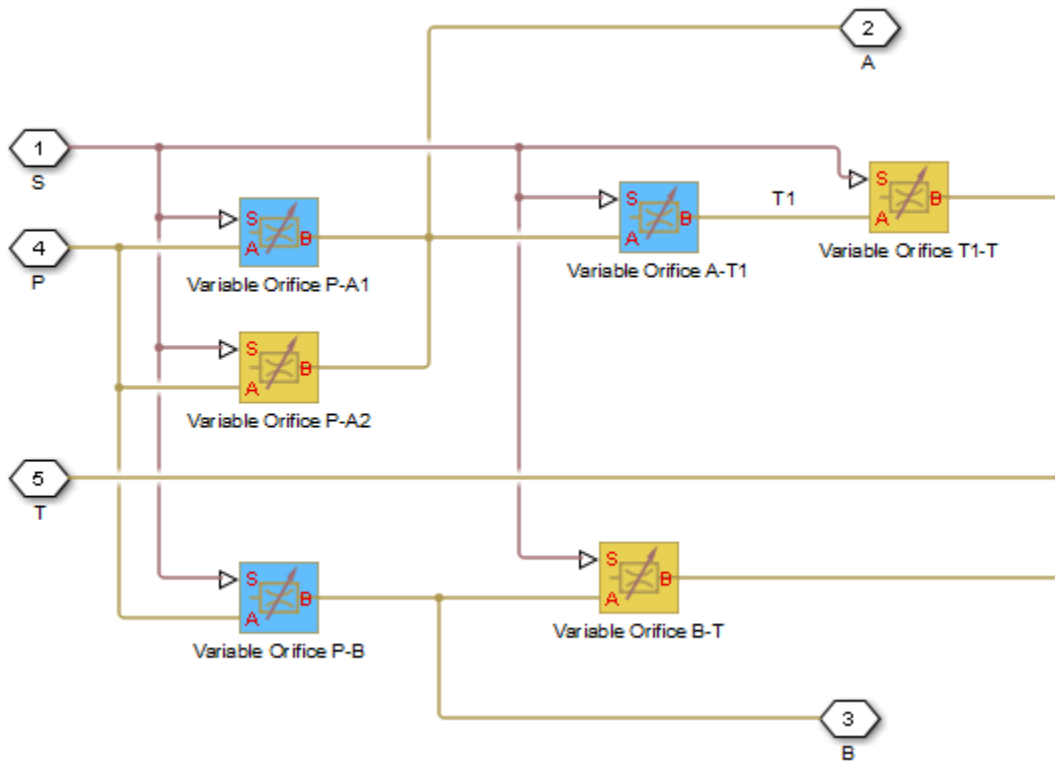 2
A
1
S
S
A
B
T1
S
A
B
Variable Orifice T1-T
S
A
B
Variable Orifice A-T1
4
P
Variable Orifice P-A1
S
A
B
Variable Orifice P-A2
5
T
S
A
B
Variable Orifice P-B
S
A
B
Variable Orifice B-T
3
B